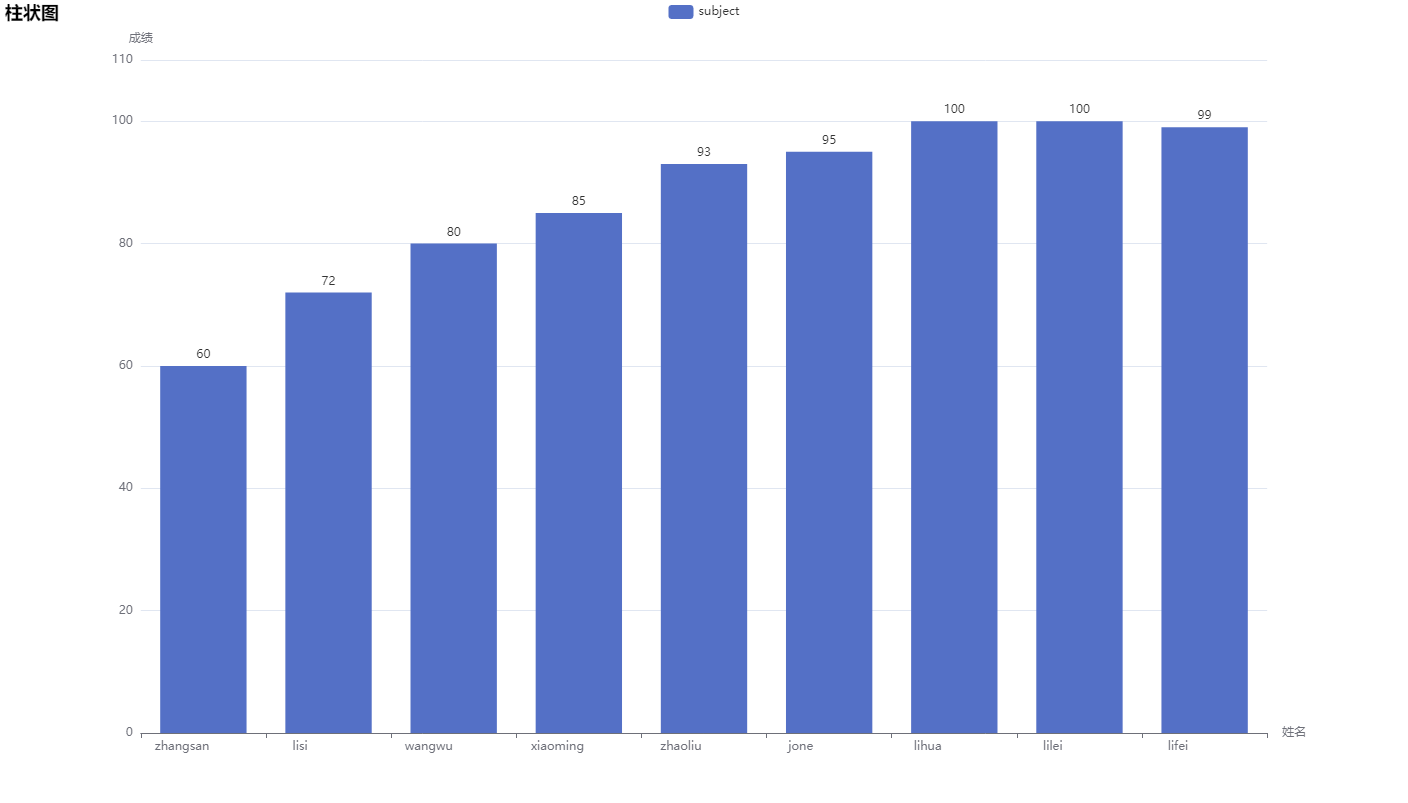 柱状图
subject
成绩
110
100
80
60
40
20
0
60
72
80
85
93
95
100
100
99
zhangsan
lisi
wangwu
xiaoming
zhaoliu
jone
lihua
lilei
lifei
姓名